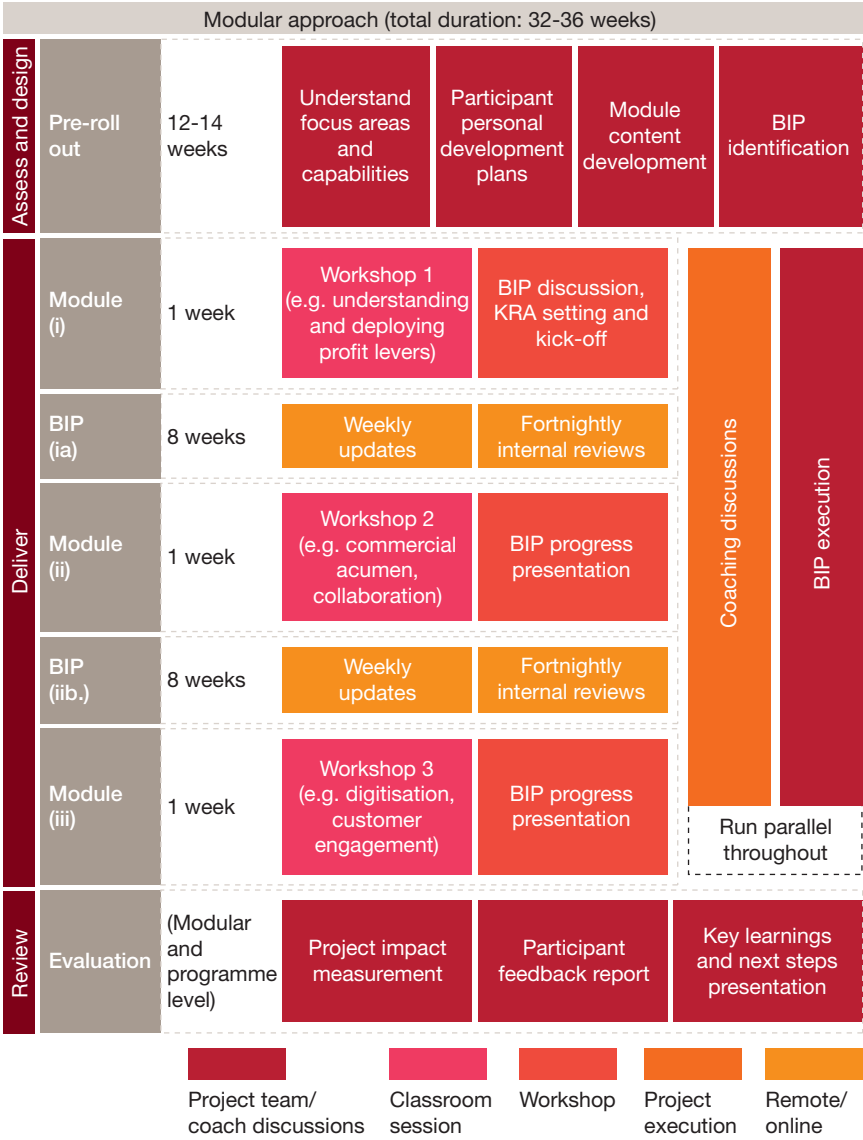 Modular approach (total duration: 32-36 weeks)
Assess and design
Pre-roll
out
12-14
weeks
Understand
focus areas
and
capabilities
Participant
personal
development
plans
Module
content
development
BIP
identification
Deliver
Module
(i)
1 week
Workshop 1
(e.g. understanding
and deploying
profit levers)
BIP discussion,
KRA setting and
kick-off
BIP
(ia)
8 weeks
Weekly
updates
Fortnightly
internal reviews
Module
(ii)
1 week
Workshop 2
(e.g. commercial
acumen,
collaboration)
BIP progress
presentation
BIP
(iib.)
8 weeks
Weekly
updates
Fortnightly
internal reviews
Module
(iii)
1 week
Workshop 3
(e.g. digitisation,
customer
engagement)
BIP progress
presentation
Coaching discussions
BIP execution
Run parallel
throughout
Review
Evaluation
(Modular
and
programme
level)
Project impact
measurement
Participant
feedback report
Key learnings
and next steps
presentation
Project team/
coach discussions
Classroom
session
Workshop
Project
execution
Remote/
online